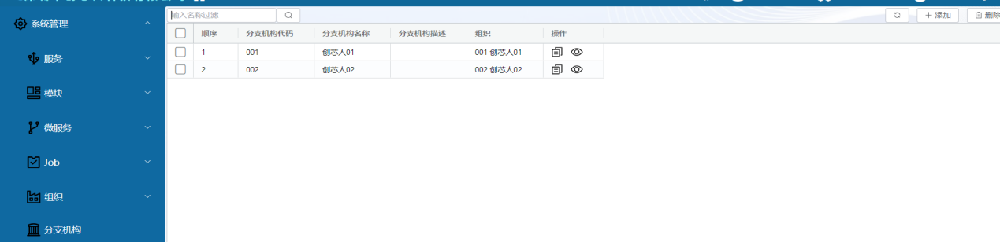 系统管理
服务
模块
微服务
Job
组织
分支机构
输入名称过滤
添加
删除
顺序 分支机构代码 分支机构名称 分支机构描述 组织 操作
1 001 创芯人01 001 创芯人01
2 002 创芯人02 002 创芯人02